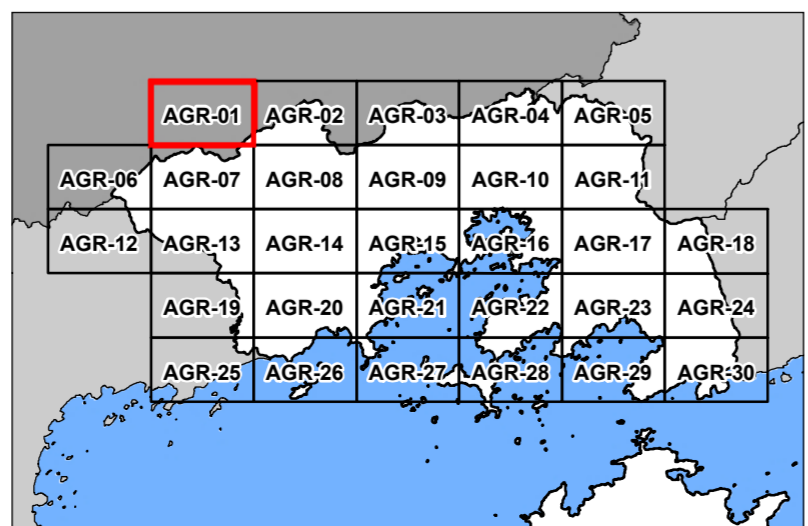 AGR-01 AGR-02 AGR-03 AGR-04 AGR-05
AGR-06 AGR-07 AGR-08 AGR-09 AGR-10 AGR-11
AGR-12 AGR-13 AGR-14 AGR-15 AGR-16 AGR-17 AGR-18
AGR-19 AGR-20 AGR-21 AGR-22 AGR-23 AGR-24
AGR-25 AGR-26 AGR-27 AGR-28 AGR-29 AGR-30